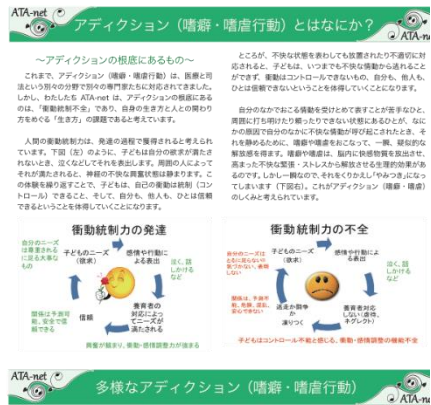 ATA-net
アディクション（嗜癖・嗜虐行動）とはなにか？
ATA-n
～アディクションの根底にあるもの～
これまで、アディクション（嗜癖・嗜虐行動）は、医療と司
法という別々の分野で別々の専門家たちに対応されてきました。
しかし、わたしたち ATA-net は、アディクションの根底にあるの
は、「衝動統制不全」であり、自身の生き方と人との関わり
方をめぐる「生き方」の課題であると考えています。
人間の衝動統制力は、発達の過程で獲得されると考えられ
ています。下図（左）のように、子どもは自分の欲求が満たさ
れないとき、泣くなどしてそれを表出します。周囲の人によって
それが満たされると、神経の不快な興奮状態は静まります。こ
の体験を繰り返すことで、子どもは、自己の衝動は統制（コン
トロール）できること、そして、自分も、他人も、ひとは信頼で
きるということを体得していくことになります。
ところが、不快な状態を表わしても放置されたり不適切に対
応されると、子どもは、いつまでも不快な情動から逃れること
ができず、衝動はコントロールできないもの、自分も、他人も、
ひとは信頼できないということを体得していくことになります。
自分のなかでおこる情動を受けとめて表すことが苦手なひと、
周囲に打ち明けたり頼ったりできない状態にあるひとが、なに
かの原因で自分のなかに不快な情動が呼び起こされたとき、そ
れを静めるために、嗜癖や嗜虐をおこなって、一瞬、疑似的な
解放感を得ます。嗜癖や嗜虐は、脳内に快感物質を放出させ、
高まった不快な緊張・ストレスから解放させる生理的効果があ
るのです。しかし一瞬なので、それをくりかえし「やみつき」になっ
てしまいます（下図右）。これがアディクション（嗜癖・嗜虐）
のしくみと考えられています。
衝動統制力の発達
自分のニーズ
は尊重される
に足る大事な
もの
子どものニーズ
（欲求）
感情や行動に
よる表出
泣く、話
しかける
など
養育者の
対応によ
ってニーズが
満たされる
信頼
関係は予測可
能、安全で信
頼できる
興奮が鎮まり、衝動・感情調整力が強まる
衝動統制力の不全
子どものニーズ
（欲求）
感情や行動によ
る表出
泣く、話
しかける
など
養育者対応
しない（虐待、
ネグレクト）
逃走か闘争
か
凍りつく
関係は、予測不
能、危険、混乱、
安心できない
子どもはコントロール不能と感じる、衝動・感情調整の機能不全
ATA-net
多様なアディクション（嗜癖・嗜虐行動）
ATA-n